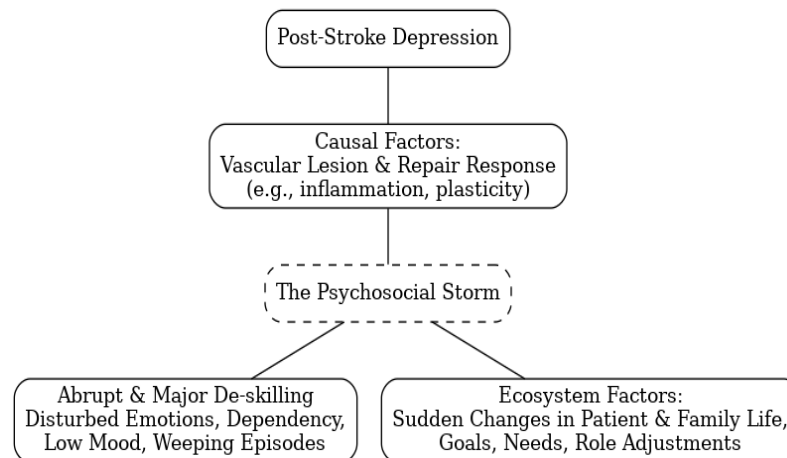 Post-Stroke Depression
Causal Factors:
Vascular Lesion & Repair Response
(e.g., inflammation, plasticity)
The Psychosocial Storm
Abrupt & Major De-skilling
Disturbed Emotions, Dependency,
Low Mood, Weeping Episodes
Ecosystem Factors:
Sudden Changes in Patient & Family Life,
Goals, Needs, Role Adjustments